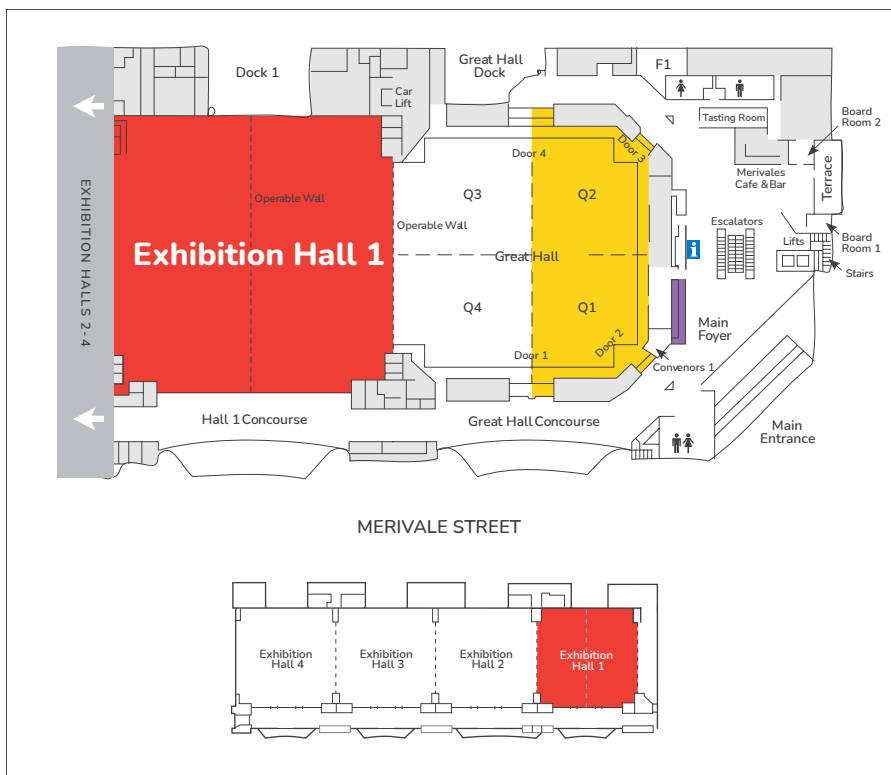 Dock 1
Great Hall
Dock
F1
Car
Lift
Tasting Room
Board
Room 2
Door 4
Door 3
Merivales
Cafe & Bar
Terrace
EXHIBITION HALLS 2-4
Operable Wall
Q3
Q2
Operable Wall
Escalators
Lifts
Board
Room 1
Stairs
Exhibition Hall 1
Great Hall
i
Q4
Q1
Main
Foyer
Door 1
Door 2
Convenors 1
Hall 1 Concourse
Great Hall Concourse
Main
Entrance
MERIVALE STREET
Exhibition
Hall 4
Exhibition
Hall 3
Exhibition
Hall 2
Exhibition
Hall 1